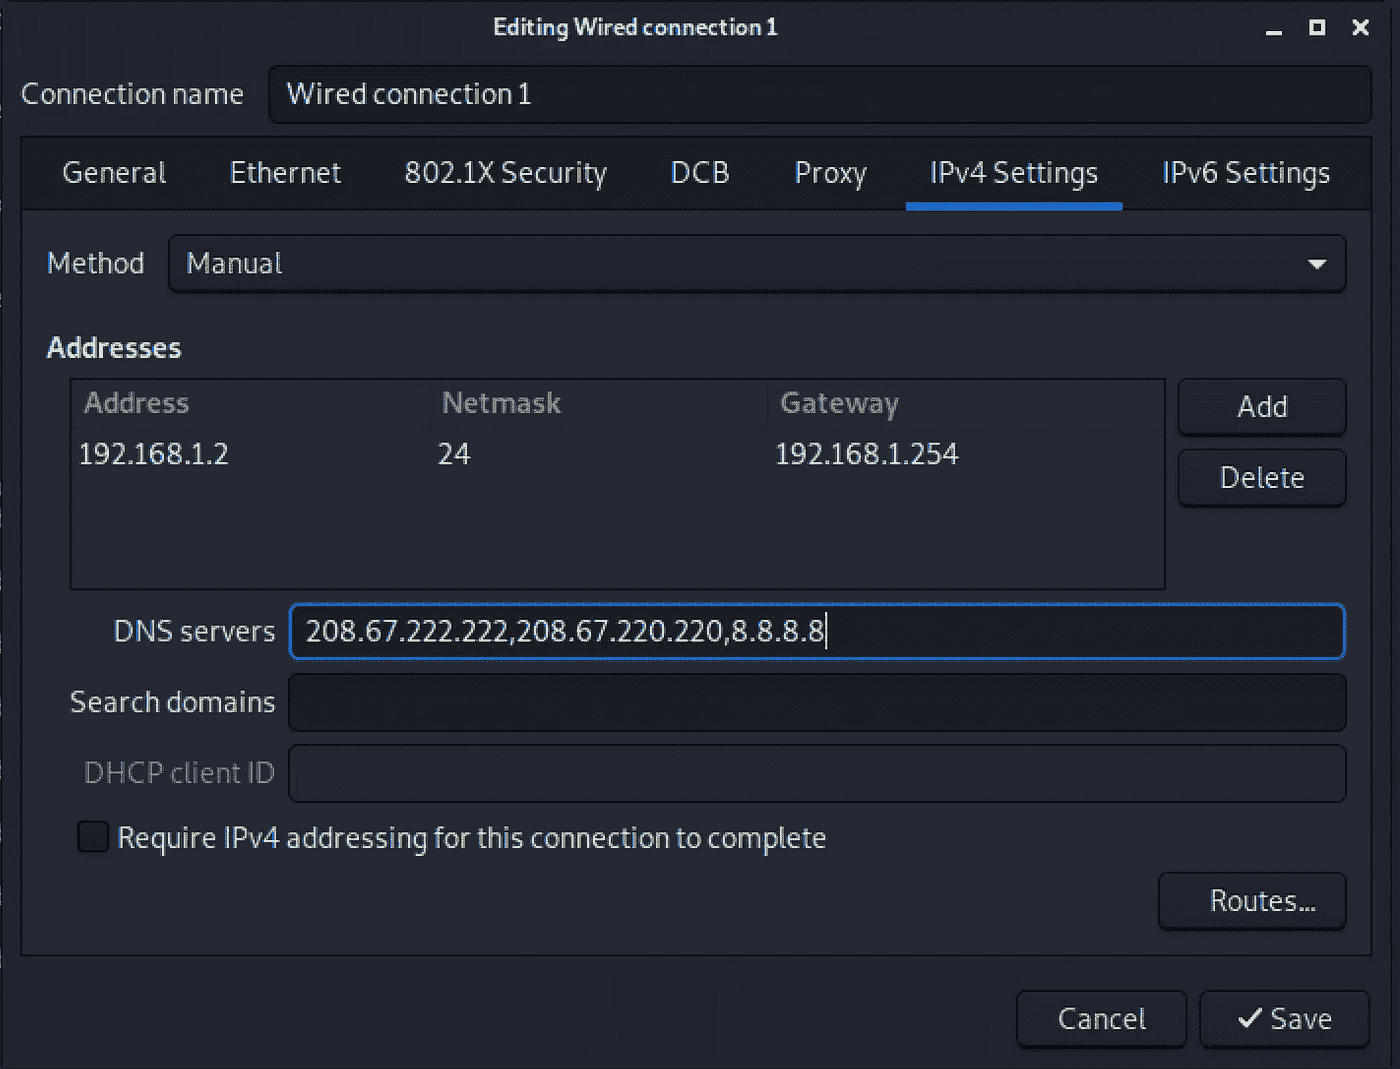 Editing Wired connection 1
Connection name Wired connection 1
General Ethernet 802.1X Security DCB Proxy IPv4 Settings IPv6 Settings
Method Manual
Addresses
Address Netmask Gateway
192.168.1.2 24 192.168.1.254
Add
Delete
DNS servers 208.67.222.222,208.67.220.220,8.8.8.8
Search domains
DHCP client ID
Require IPv4 addressing for this connection to complete
Routes...
Cancel Save